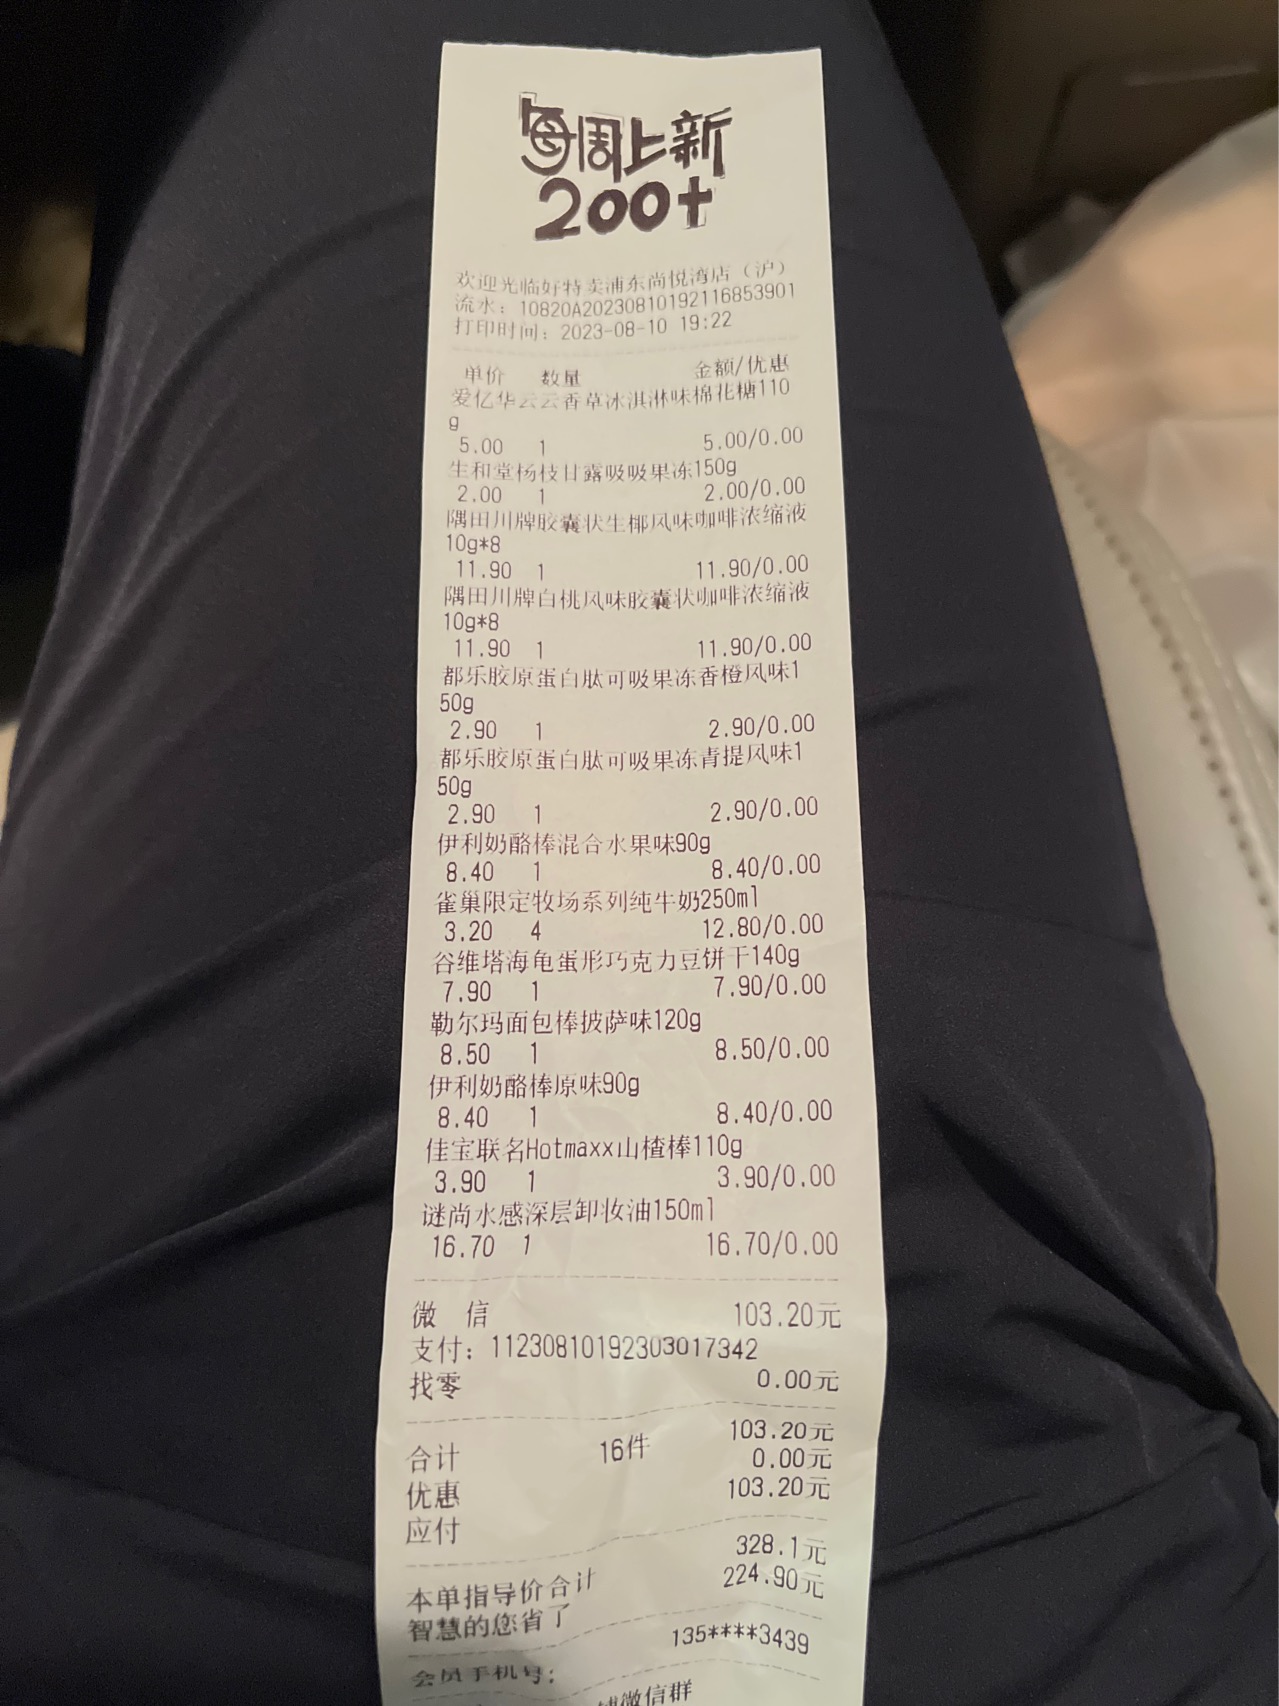 每周上新
200+
欢迎光临好特卖浦东尚悦湾店（沪）
流水：10820A20230810192116853901
打印时间：2023-08-10 19:22
单价 数量 金额/优惠
爱亿华云云香草冰淇淋味棉花糖110
g
5.00 1 5.00/0.00
生和堂杨枝甘露吸吸果冻150g
2.00 1 2.00/0.00
隅田川牌胶囊状生椰风味咖啡浓缩液
10g*8
11.90 1 11.90/0.00
隅田川牌白桃风味胶囊状咖啡浓缩液
10g*8
11.90 1 11.90/0.00
都乐胶原蛋白肽可吸果冻香橙风味1
50g
2.90 1 2.90/0.00
都乐胶原蛋白肽可吸果冻青提风味1
50g
2.90 1 2.90/0.00
伊利奶酪棒混合水果味90g
8.40 1 8.40/0.00
雀巢限定牧场系列纯牛奶250ml
3.20 4 12.80/0.00
谷维塔海龟蛋形巧克力豆饼干140g
7.90 1 7.90/0.00
勒尔玛面包棒披萨味120g
8.50 1 8.50/0.00
伊利奶酪棒原味90g
8.40 1 8.40/0.00
佳宝联名Hotmaxx山楂棒110g
3.90 1 3.90/0.00
谜尚水感深层卸妆油150ml
16.70 1 16.70/0.00
微 信 103.20元
支付：11230810192303017342
找零 0.00元
合计 16件 103.20元
优惠 0.00元
应付 103.20元
本单指导价合计 328.1元
智慧的您省了 224.90元
会员手机号： 135****3439
微信群